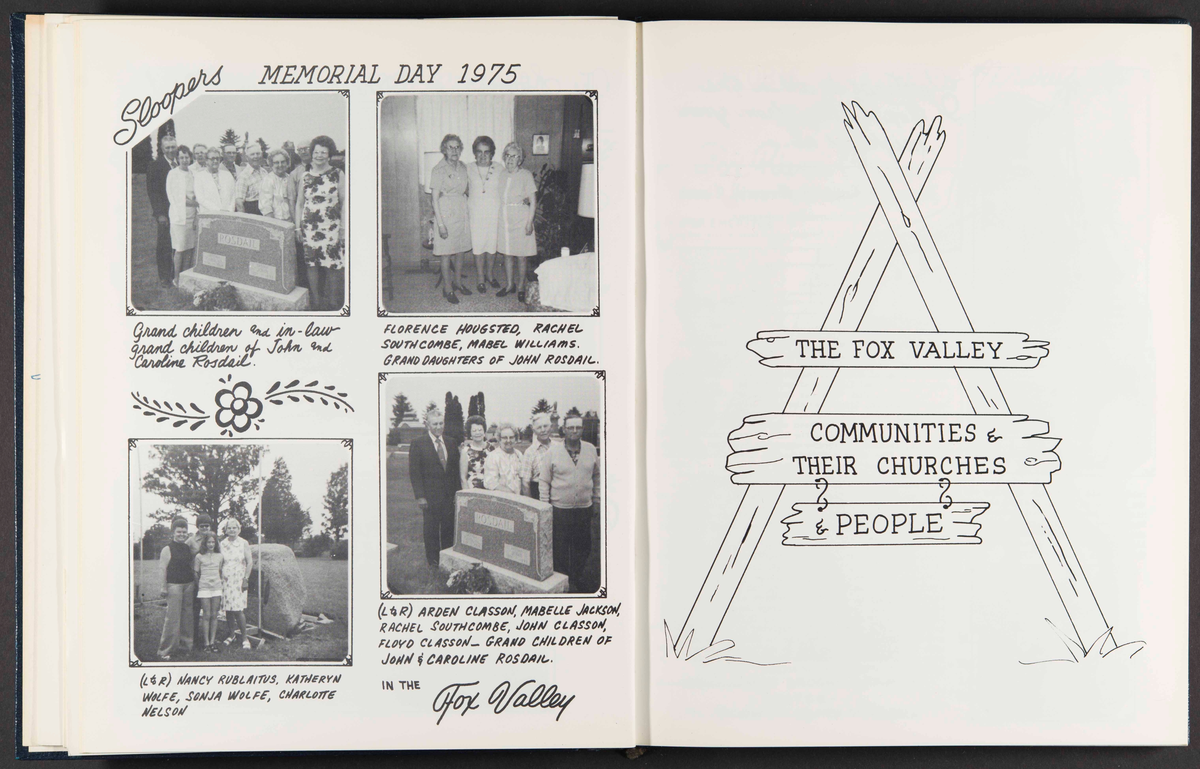 Sloopers MEMORIAL DAY 1975
ROSDAIL
Grand children and in-law
grand children of John and
Caroline Rosdail.
FLORENCE HOUGSTED, RACHEL
SOUTHCOMBE, MABEL WILLIAMS.
GRAND DAUGHTERS OF JOHN ROSDAIL.
(L & R) NANCY RUBLAITUS, KATHERYN
WOLFE, SONJA WOLFE, CHARLOTTE
NELSON
ROSDAIL
(L & R) ARDEN CLASSON, MABELLE JACKSON,
RACHEL SOUTHCOMBE, JOHN CLASSON,
FLOYD CLASSON_ GRAND CHILDREN OF
JOHN & CAROLINE ROSDAIL.
IN THE Fox Valley
THE FOX VALLEY
COMMUNITIES &
THEIR CHURCHES
& PEOPLE